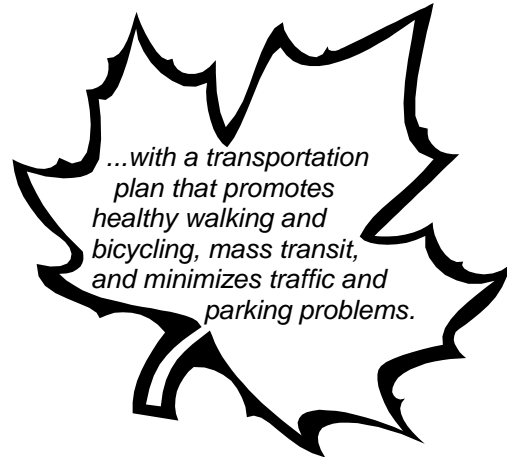 ...with a transportation
plan that promotes
healthy walking and
bicycling, mass transit,
and minimizes traffic and
parking problems.